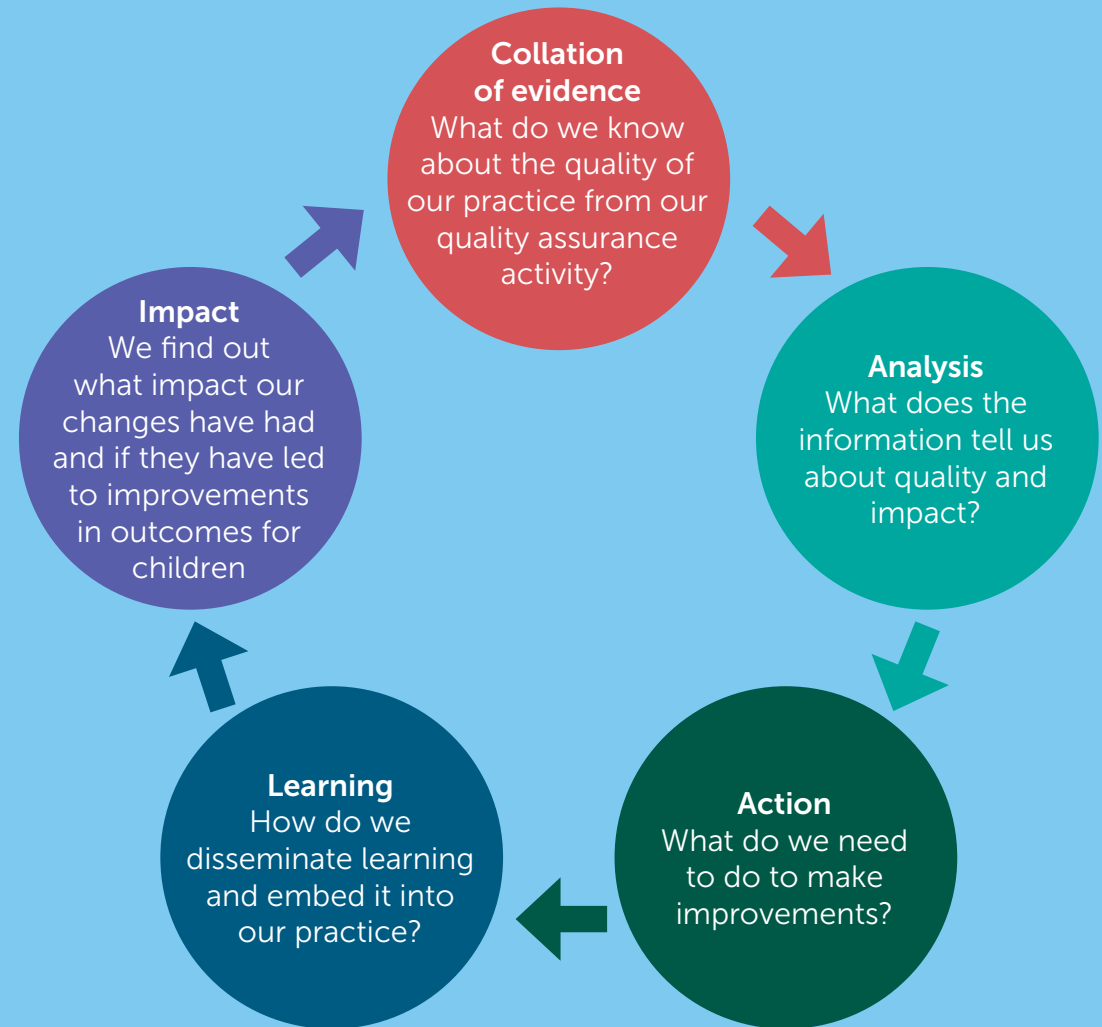 Collation
of evidence
What do we know
about the quality of
our practice from our
quality assurance
activity?
Analysis
What does the
information tell us
about quality and
impact?
Action
What do we need
to do to make
improvements?
Learning
How do we
disseminate learning
and embed it into
our practice?
Impact
We find out
what impact our
changes have had
and if they have led
to improvements
in outcomes for
children